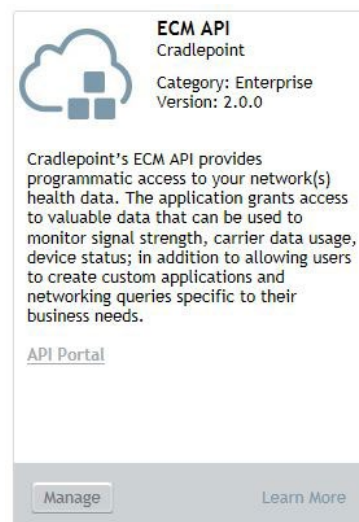 ECM API
Cradlepoint
Category: Enterprise
Version: 2.0.0
Cradlepoint's ECM API provides
programmatic access to your network(s)
health data. The application grants access
to valuable data that can be used to
monitor signal strength, carrier data usage,
device status; in addition to allowing users
to create custom applications and
networking queries specific to their
business needs.
API Portal
Manage
Learn More